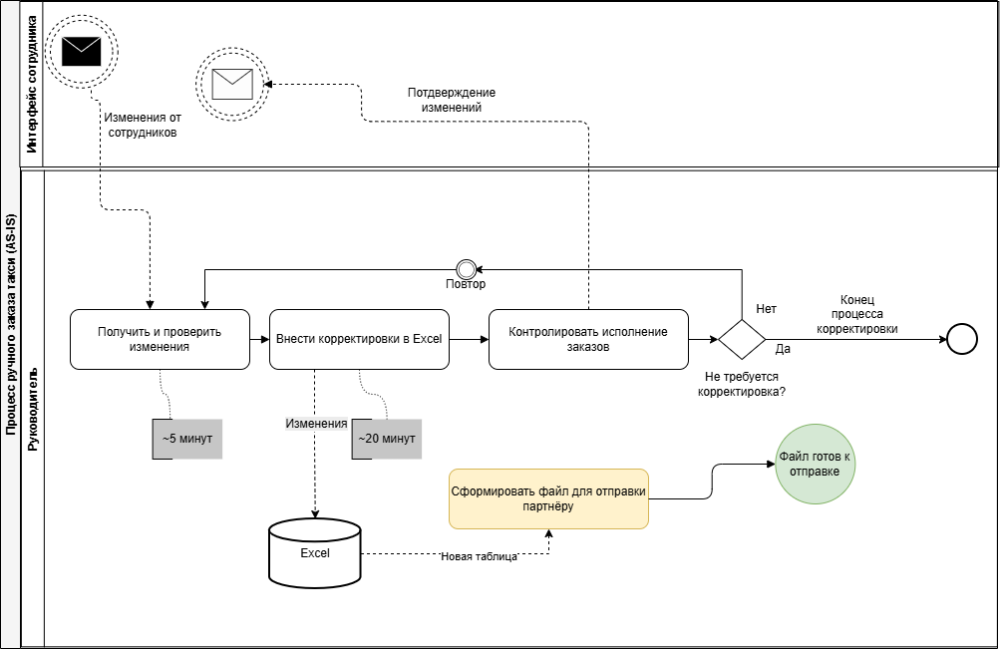 Процесс ручного заказа такси (AS-IS)
Интерфейс сотрудника
Изменения от
сотрудников
Потдверждение
изменений
Руководитель
Повтор
Получить и проверить
изменения
Внести корректировки в Excel
Контролировать исполнение
заказов
Нет
Да
Не требуется
корректировка?
Конец
процесса
корректировки
~5 минут
Изменения
~20 минут
Excel
Новая таблица
Сформировать файл для отправки
партнёру
Файл готов к
отправке